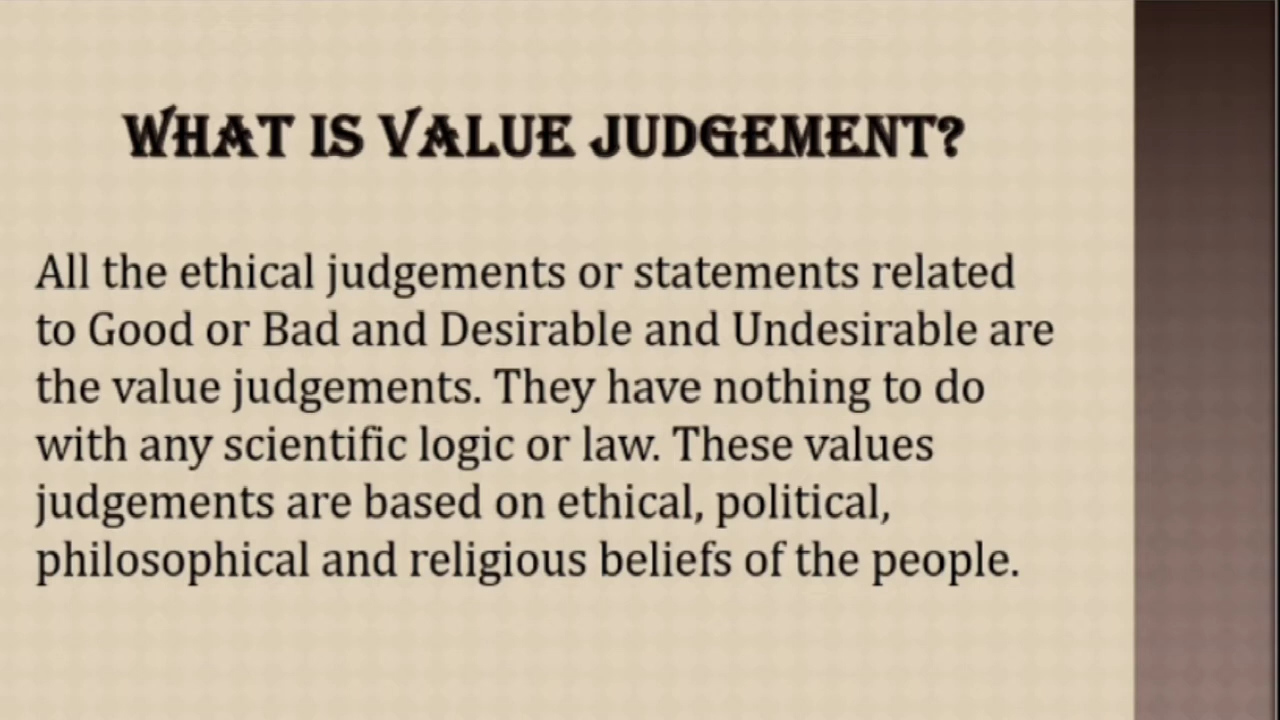 WHAT IS VALUE JUDGEMENT?
All the ethical judgements or statements related
to Good or Bad and Desirable and Undesirable are
the value judgements. They have nothing to do
with any scientific logic or law. These values
judgements are based on ethical, political,
philosophical and religious beliefs of the people.